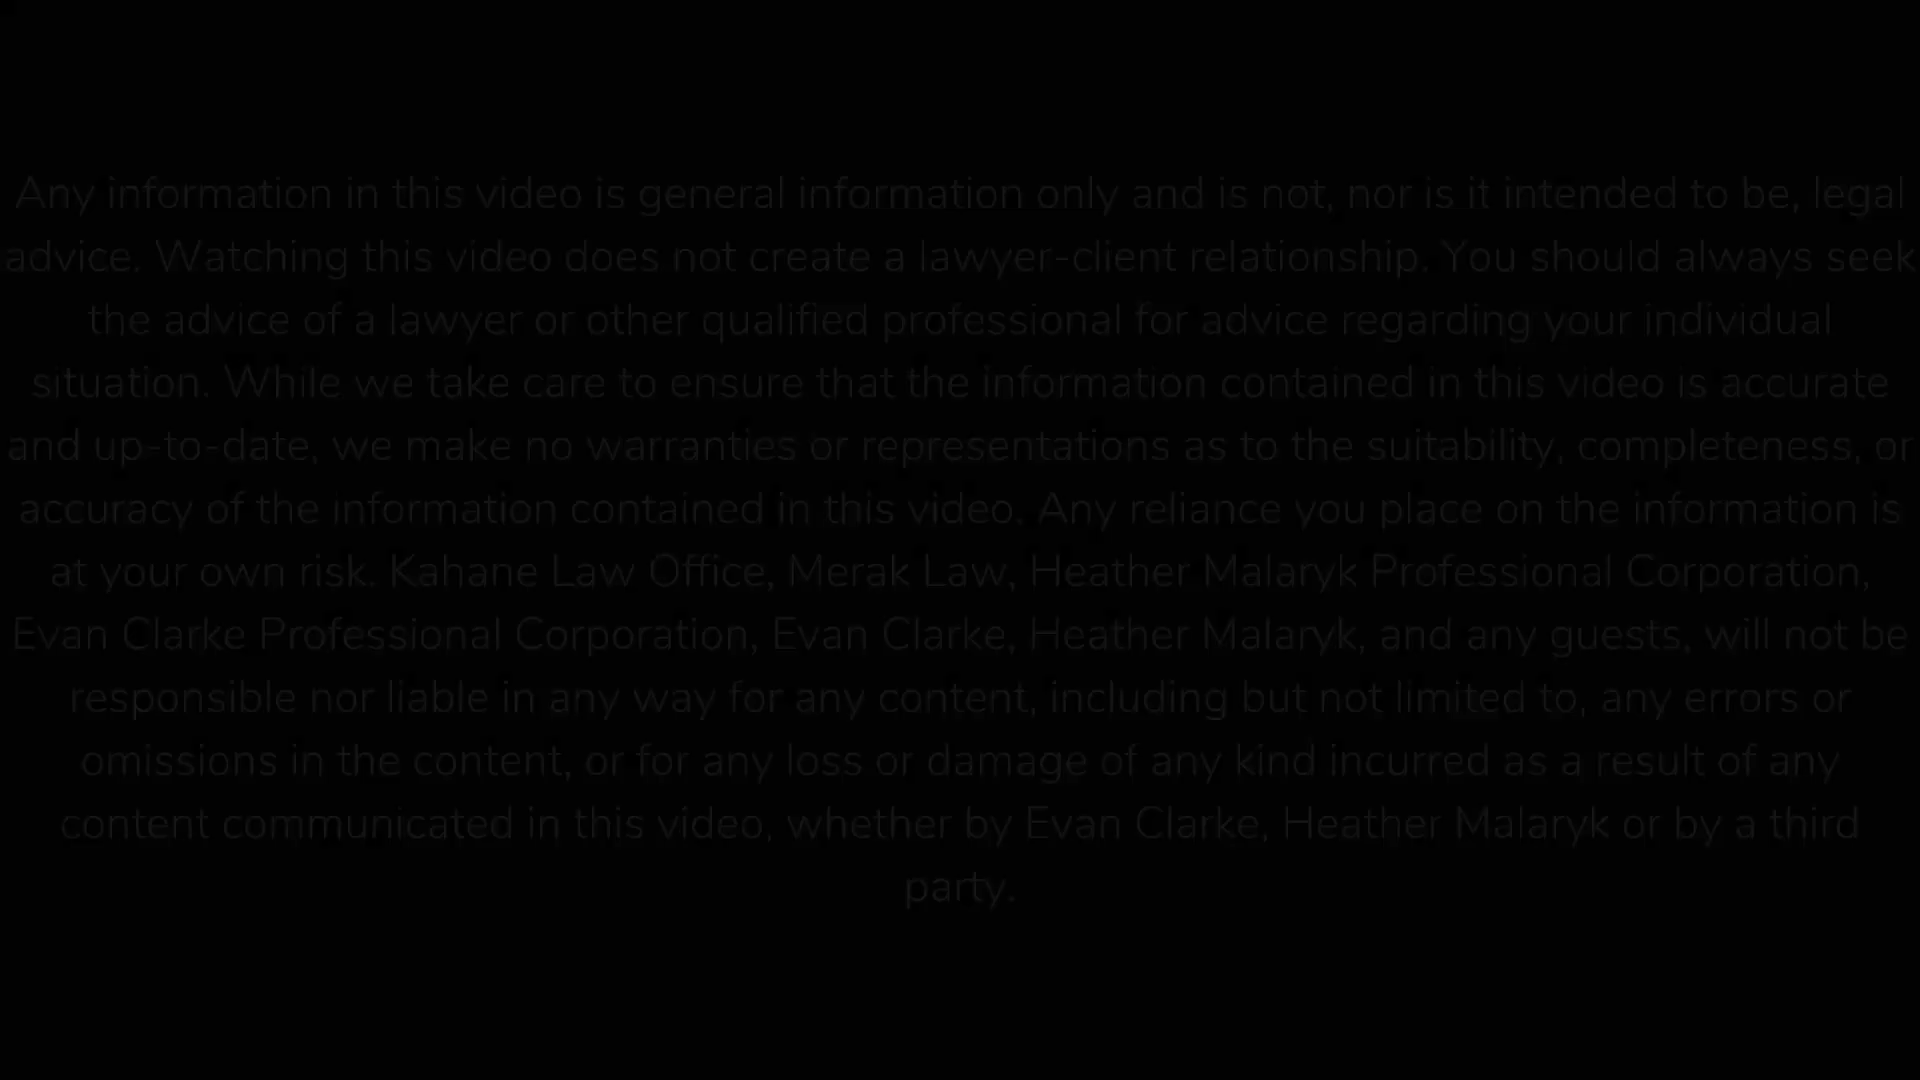 Any information in this video is general information only and is not, nor is it intended to be, legal
advice. Watching this video does not create a lawyer-client relationship. You should always seek
the advice of a lawyer or other qualified professional for advice regarding your individual
situation. While we take care to ensure that the information contained in this video is accurate
and up-to-date, we make no warranties or representations as to the suitability, completeness, or
accuracy of the information contained in this video. Any reliance you place on the information is
at your own risk. Kahane Law Office, Merak Law, Heather Malaryk Professional Corporation,
Evan Clarke Professional Corporation, Evan Clarke, Heather Malaryk, and any guests, will not be
responsible nor liable in any way for any content, including but not limited to, any errors or
omissions in the content, or for any loss or damage of any kind incurred as a result of any
content communicated in this video, whether by Evan Clarke, Heather Malaryk or by a third
party.